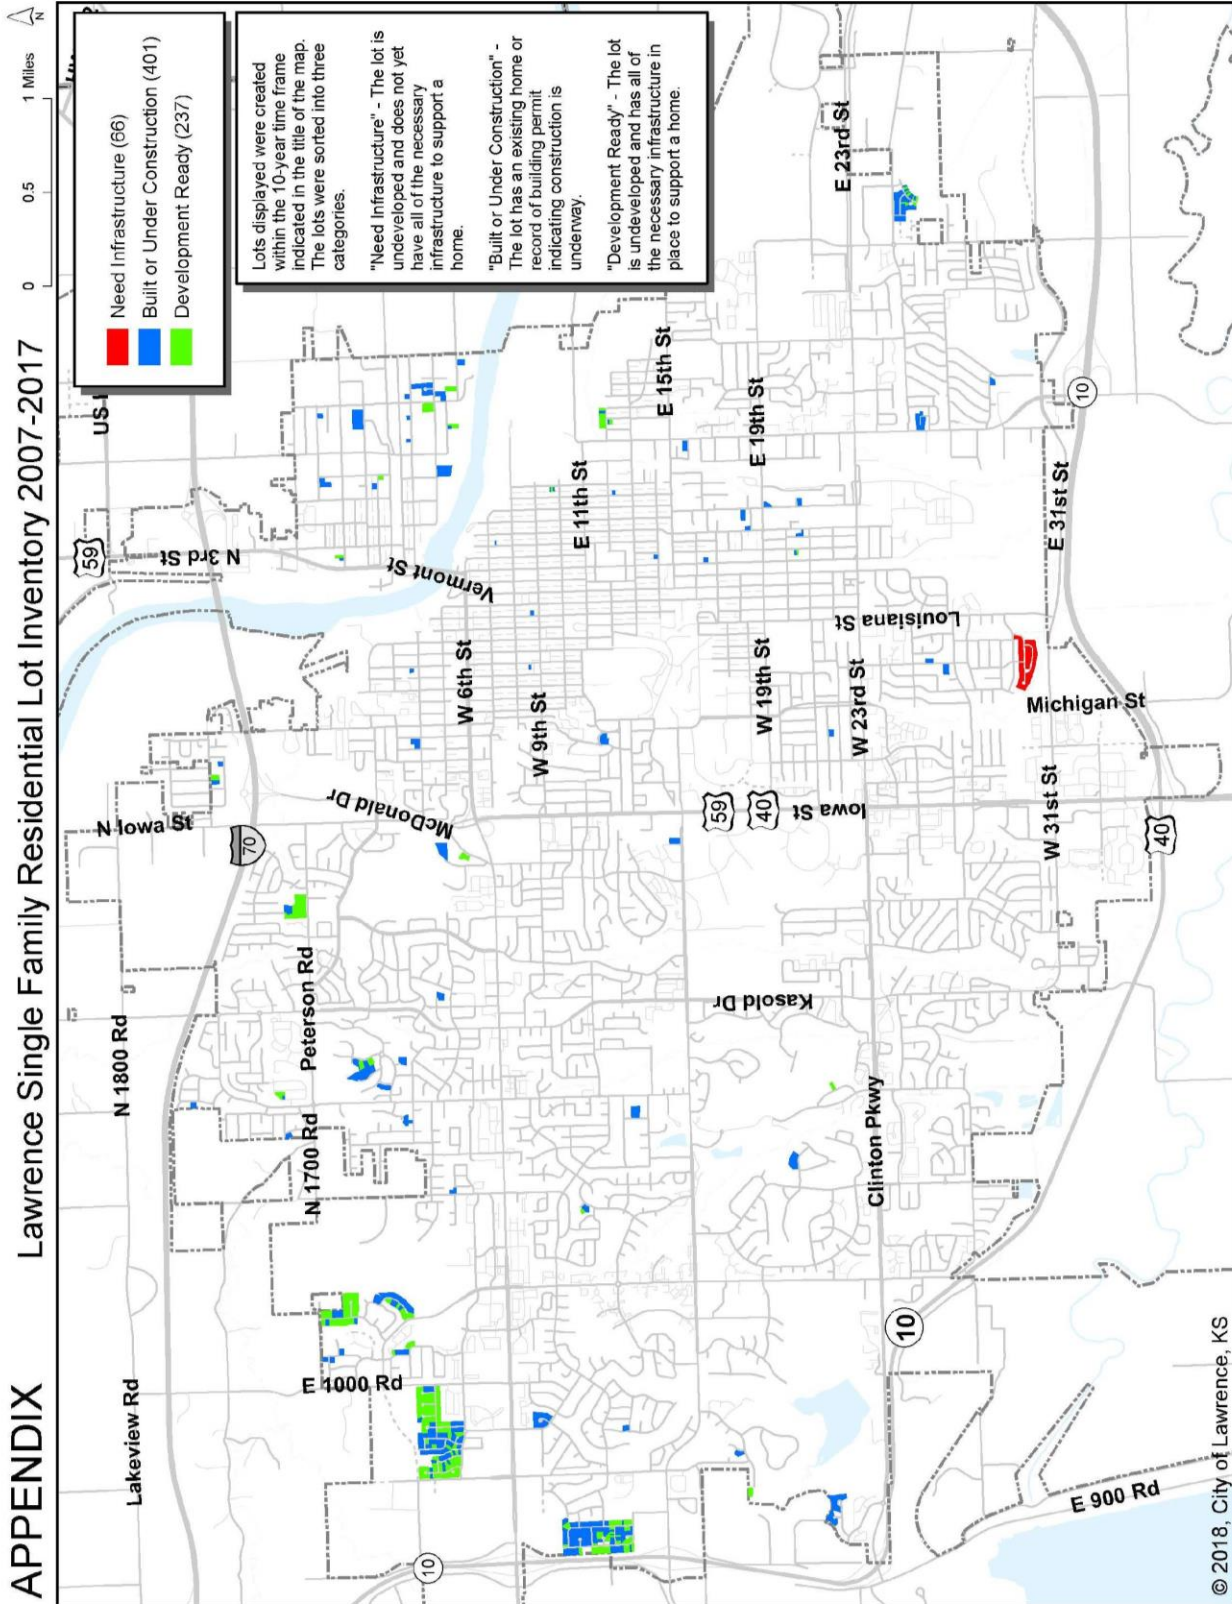 APPENDIX
Lawrence Single Family Residential Lot Inventory 2007-2017
0 0.5 1 Miles
N
Need Infrastructure (66)
Built or Under Construction (401)
Development Ready (237)
Lots displayed were created
within the 10-year time frame
indicated in the title of the map.
The lots were sorted into three
categories.
"Need Infrastructure" - The lot is
undeveloped and does not yet
have all of the necessary
infrastructure to support a
home.
"Built or Under Construction" -
The lot has an existing home or
record of building permit
indicating construction is
underway.
"Development Ready" - The lot
is undeveloped and has all of
the necessary infrastructure in
place to support a home.
Lakeview Rd
N 1800 Rd
N Iowa St
59
US
70
N 3rd St
Peterson Rd
N 1700 Rd
E 1000 Rd
McDonald Dr
Vermont St
10
W 6th St
W 9th St
E 11th St
E 15th St
59
40
W 19th St
E 19th St
Kasold Dr
Iowa St
Louisiana St
Clinton Pkwy
W 23rd St
E 23rd St
10
W 31st St
Michigan St
E 31st St
10
40
E 900 Rd
© 2018, City of Lawrence, KS